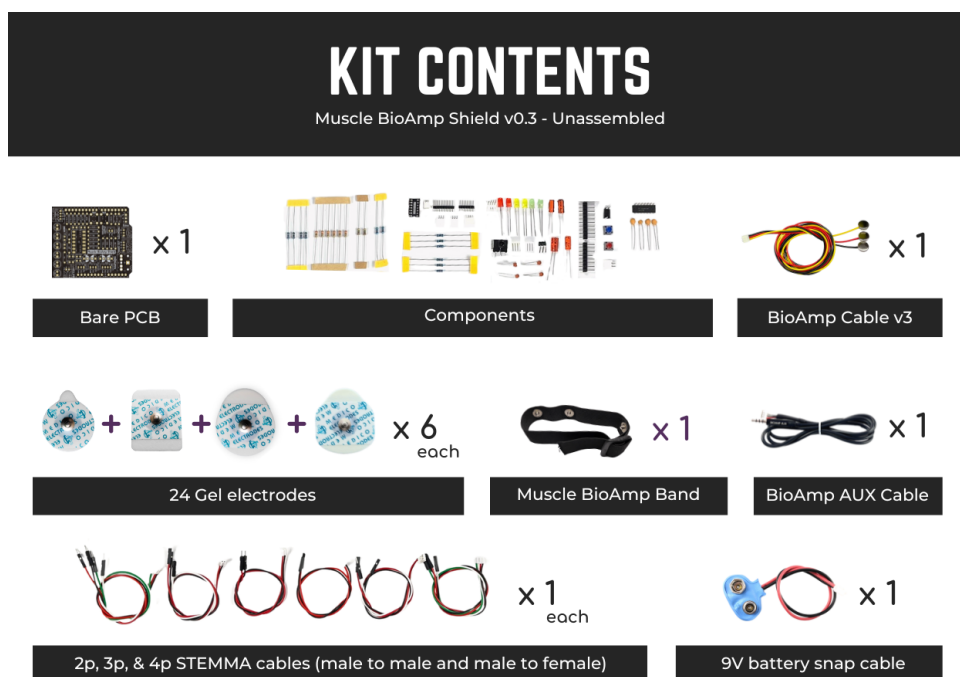 KIT CONTENTS
Muscle BioAmp Shield v0.3 - Unassembled
x 1
x 1
Bare PCB
Components
BioAmp Cable v3
+ + +
x 6
each
x 1
x 1
24 Gel electrodes
Muscle BioAmp Band
BioAmp AUX Cable
x 1
each
x 1
2p, 3p, & 4p STEMMA cables (male to male and male to female)
9V battery snap cable